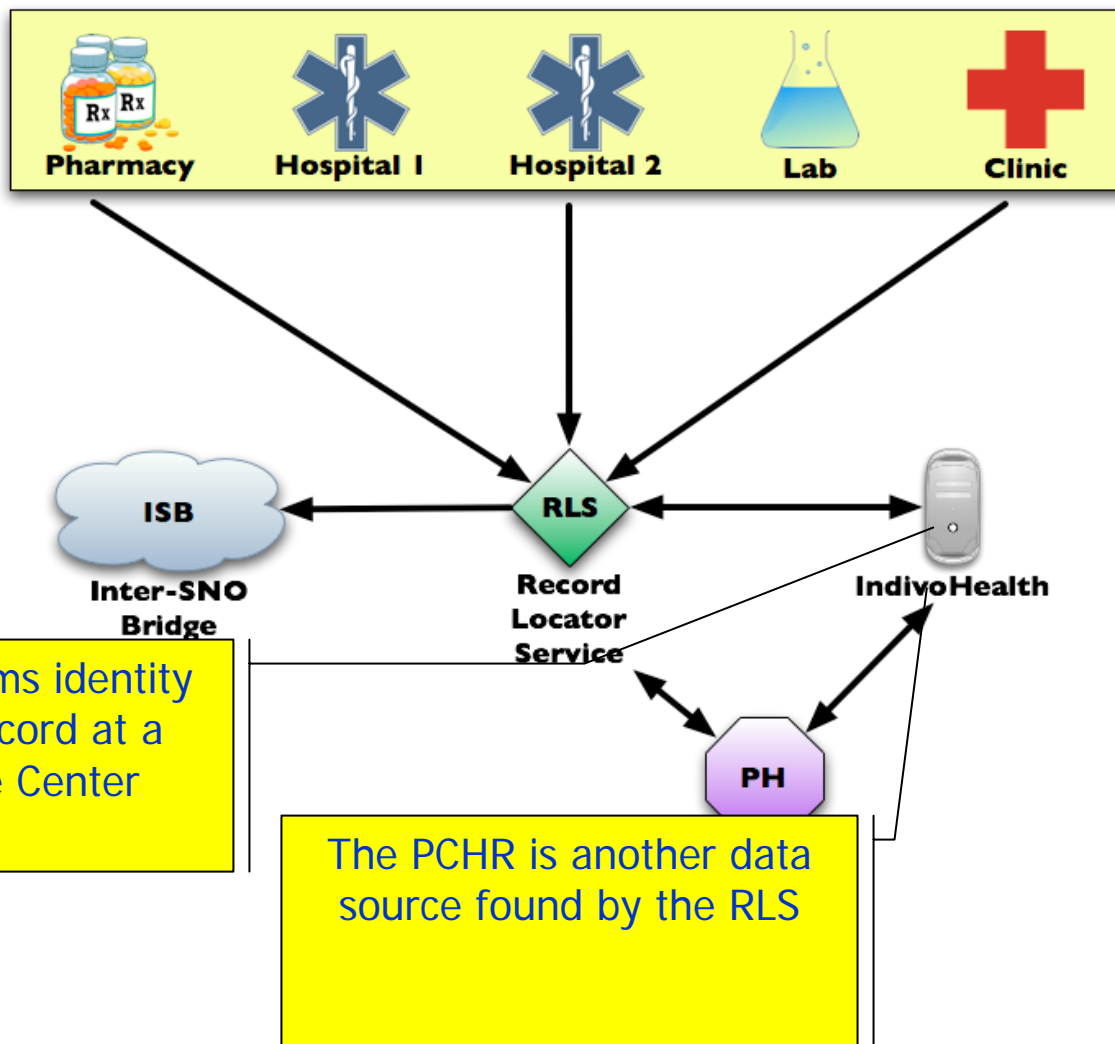 Rx Rx
Pharmacy
Hospital 1
Hospital 2
Lab
Clinic
ISB
Inter-SNO
Bridge
RLS
Record
Locator
Service
IndivoHealth
ms identity
cord at a
Center
PH
The PCHR is another data
source found by the RLS